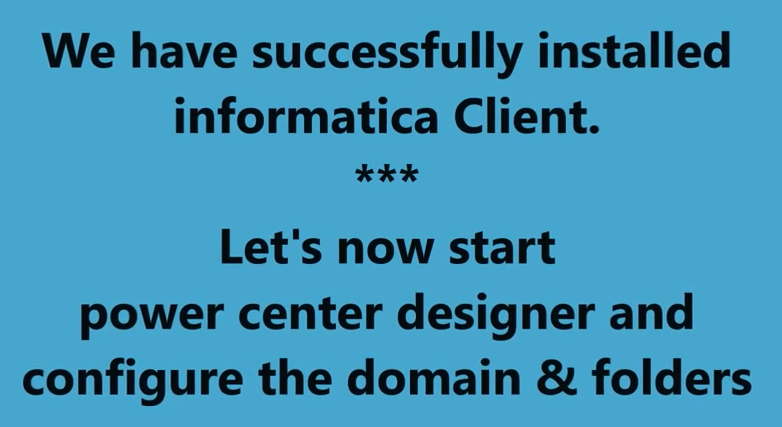 We have successfully installed
informatica Client.
***
Let's now start
power center designer and
configure the domain & folders